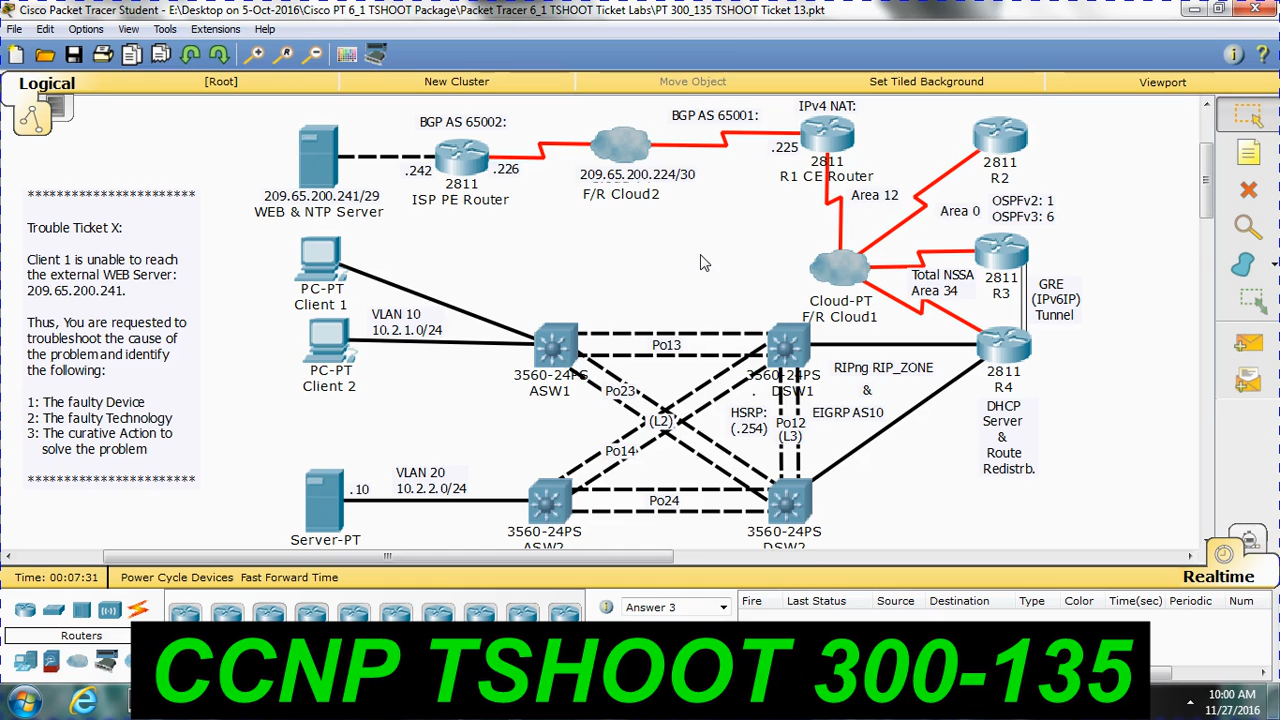 Cisco Packet Tracer Student - E:\Desktop on 5-Oct-2016\Cisco PT 6_1 TSHOOT Package\Packet Tracer 6_1 TSHOOT Ticket Labs\PT 300_135 TSHOOT Ticket 13.pkt
File Edit Options View Tools Extensions Help
Logical [Root] New Cluster Move Object Set Tiled Background Viewport
IPv4 NAT:
BGP AS 65002:
BGP AS 65001:
.242
.226
.225
2811
ISP PE Router
209.65.200.241/29
WEB & NTP Server
209.65.200.224/30
F/R Cloud2
2811
R1 CE Router
2811
R2
Area 12
Area 0
OSPFv2: 1
OSPFv3: 6
**********************
Trouble Ticket X:
Client 1 is unable to reach
the external WEB Server:
209.65.200.241.
Thus, You are requested to
troubleshoot the cause of
the problem and identify
the following:
1: The faulty Device
2: The faulty Technology
3: The curative Action to
solve the problem
**********************
PC-PT
Client 1
VLAN 10
10.2.1.0/24
PC-PT
Client 2
Cloud-PT
F/R Cloud1
Total NSSA
Area 34
2811
R3
GRE
(IPv6IP)
Tunnel
Po13
3560-24PS
ASW1
3560-24PS
DSW1
RIPng RIP_ZONE
&
EIGRP AS10
2811
R4
DHCP
Server
&
Route
Redistrb.
Po23
(L2)
HSRP:
(.254)
Po12
(L3)
Po14
VLAN 20
10.2.2.0/24
.10
Server-PT
Po24
3560-24PS
ASW2
3560-24PS
DSW2
Time: 00:07:31 Power Cycle Devices Fast Forward Time
Realtime
Routers
Answer 3
Fire Last Status Source Destination Type Color Time(sec) Periodic Num
CCNP TSHOOT 300-135
10:00 AM
11/27/2016